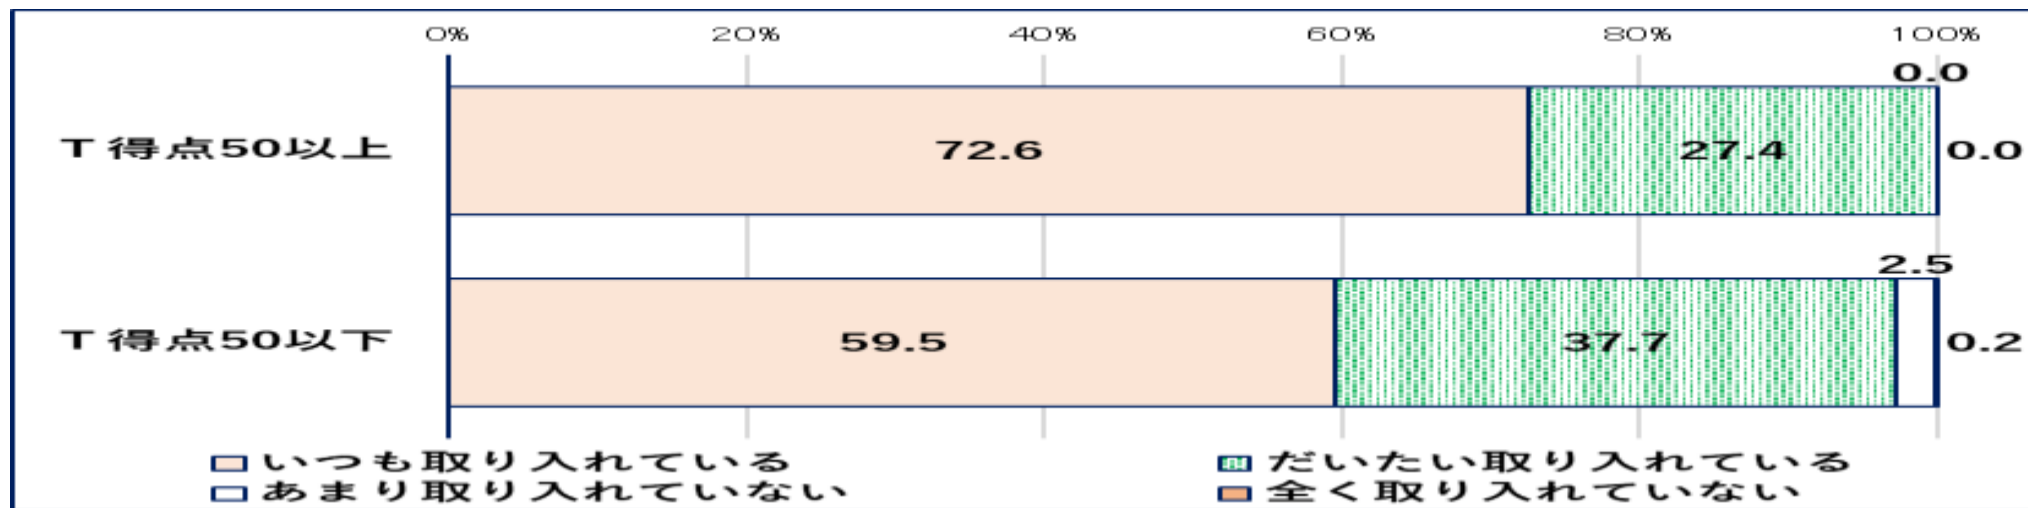 0% 20% 40% 60% 80% 100%
0.0
T得点50以上 72.6 27.4 0.0
2.5
T得点50以下 59.5 37.7 0.2
いつも取り入れている だいたい取り入れている
あまり取り入れていない 全く取り入れていない